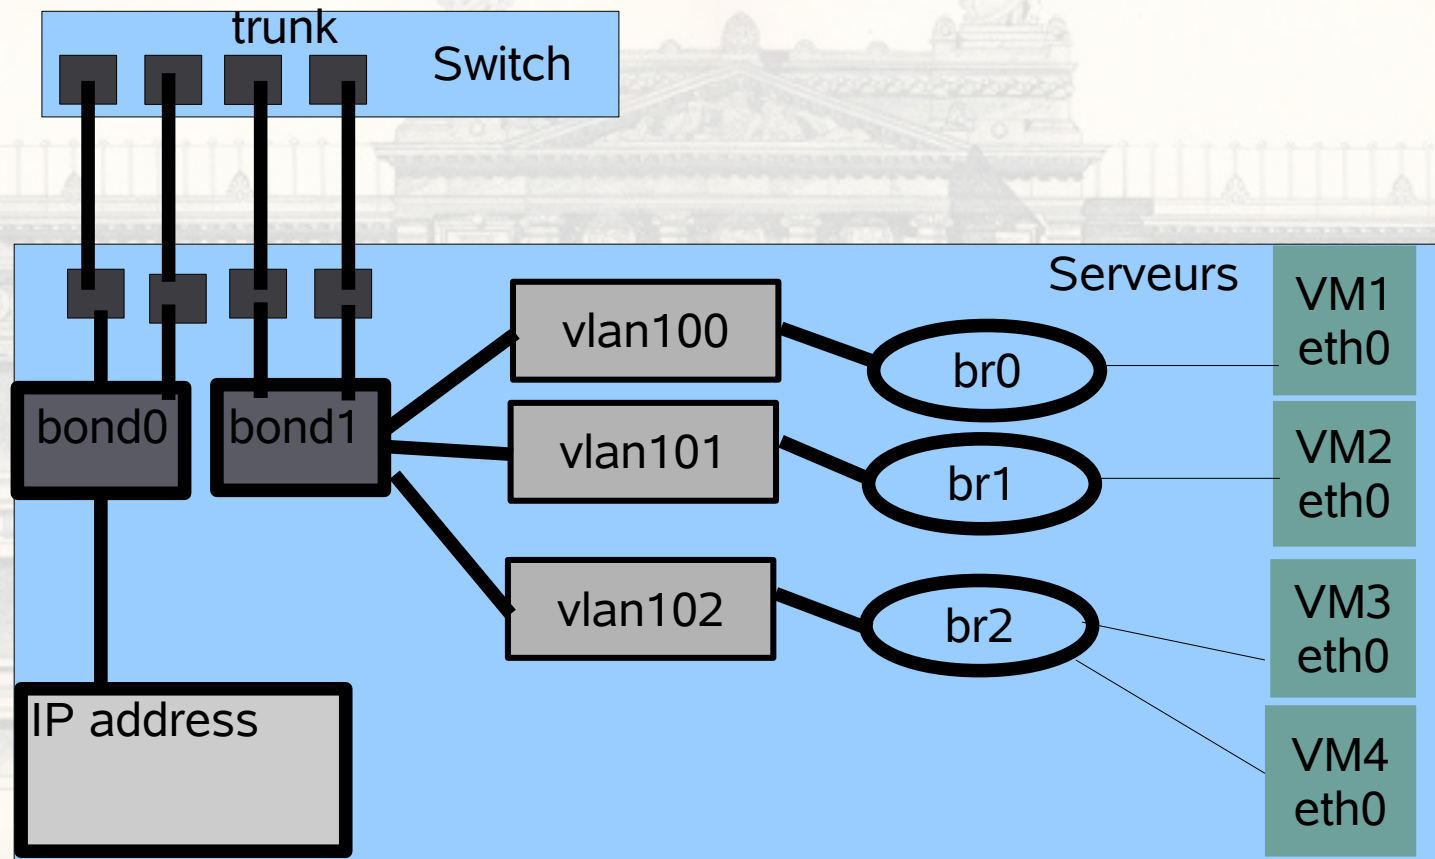 trunk
Switch
Serveurs
VM1
eth0
vlan100
br0
bond0
bond1
vlan101
br1
VM2
eth0
vlan102
br2
VM3
eth0
IP address
VM4
eth0